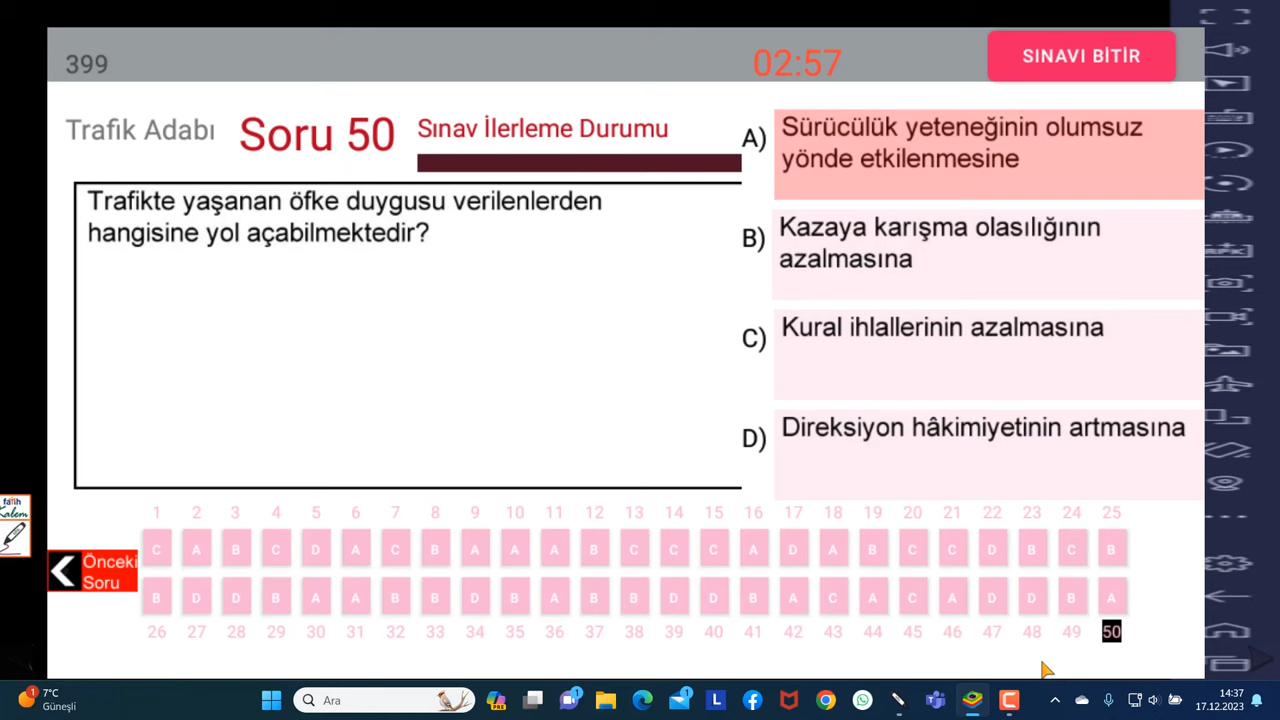 399
02:57
SINAVI BİTİR
Trafik Adabı
Soru 50
Sınav İlerleme Durumu
Trafikte yaşanan öfke duygusu verilenlerden
hangisine yol açabilmektedir?
A)
Sürücülük yeteneğinin olumsuz
yönde etkilenmesine
B)
Kazaya karışma olasılığının
azalmasına
C)
Kural ihlallerinin azalmasına
D)
Direksiyon hâkimiyetinin artmasına
fatih
Kalem
Önceki
Soru
1 2 3 4 5 6 7 8 9 10 11 12 13 14 15 16 17 18 19 20 21 22 23 24 25
C A B C D A C B A A A B C C C A A A B C C D B C B
B D D B A A B B D B A B B D D B A C A C A D D B A
26 27 28 29 30 31 32 33 34 35 36 37 38 39 40 41 42 43 44 45 46 47 48 49 50
1
7°C
Güneşli
Ara
14:37
17.12.2023